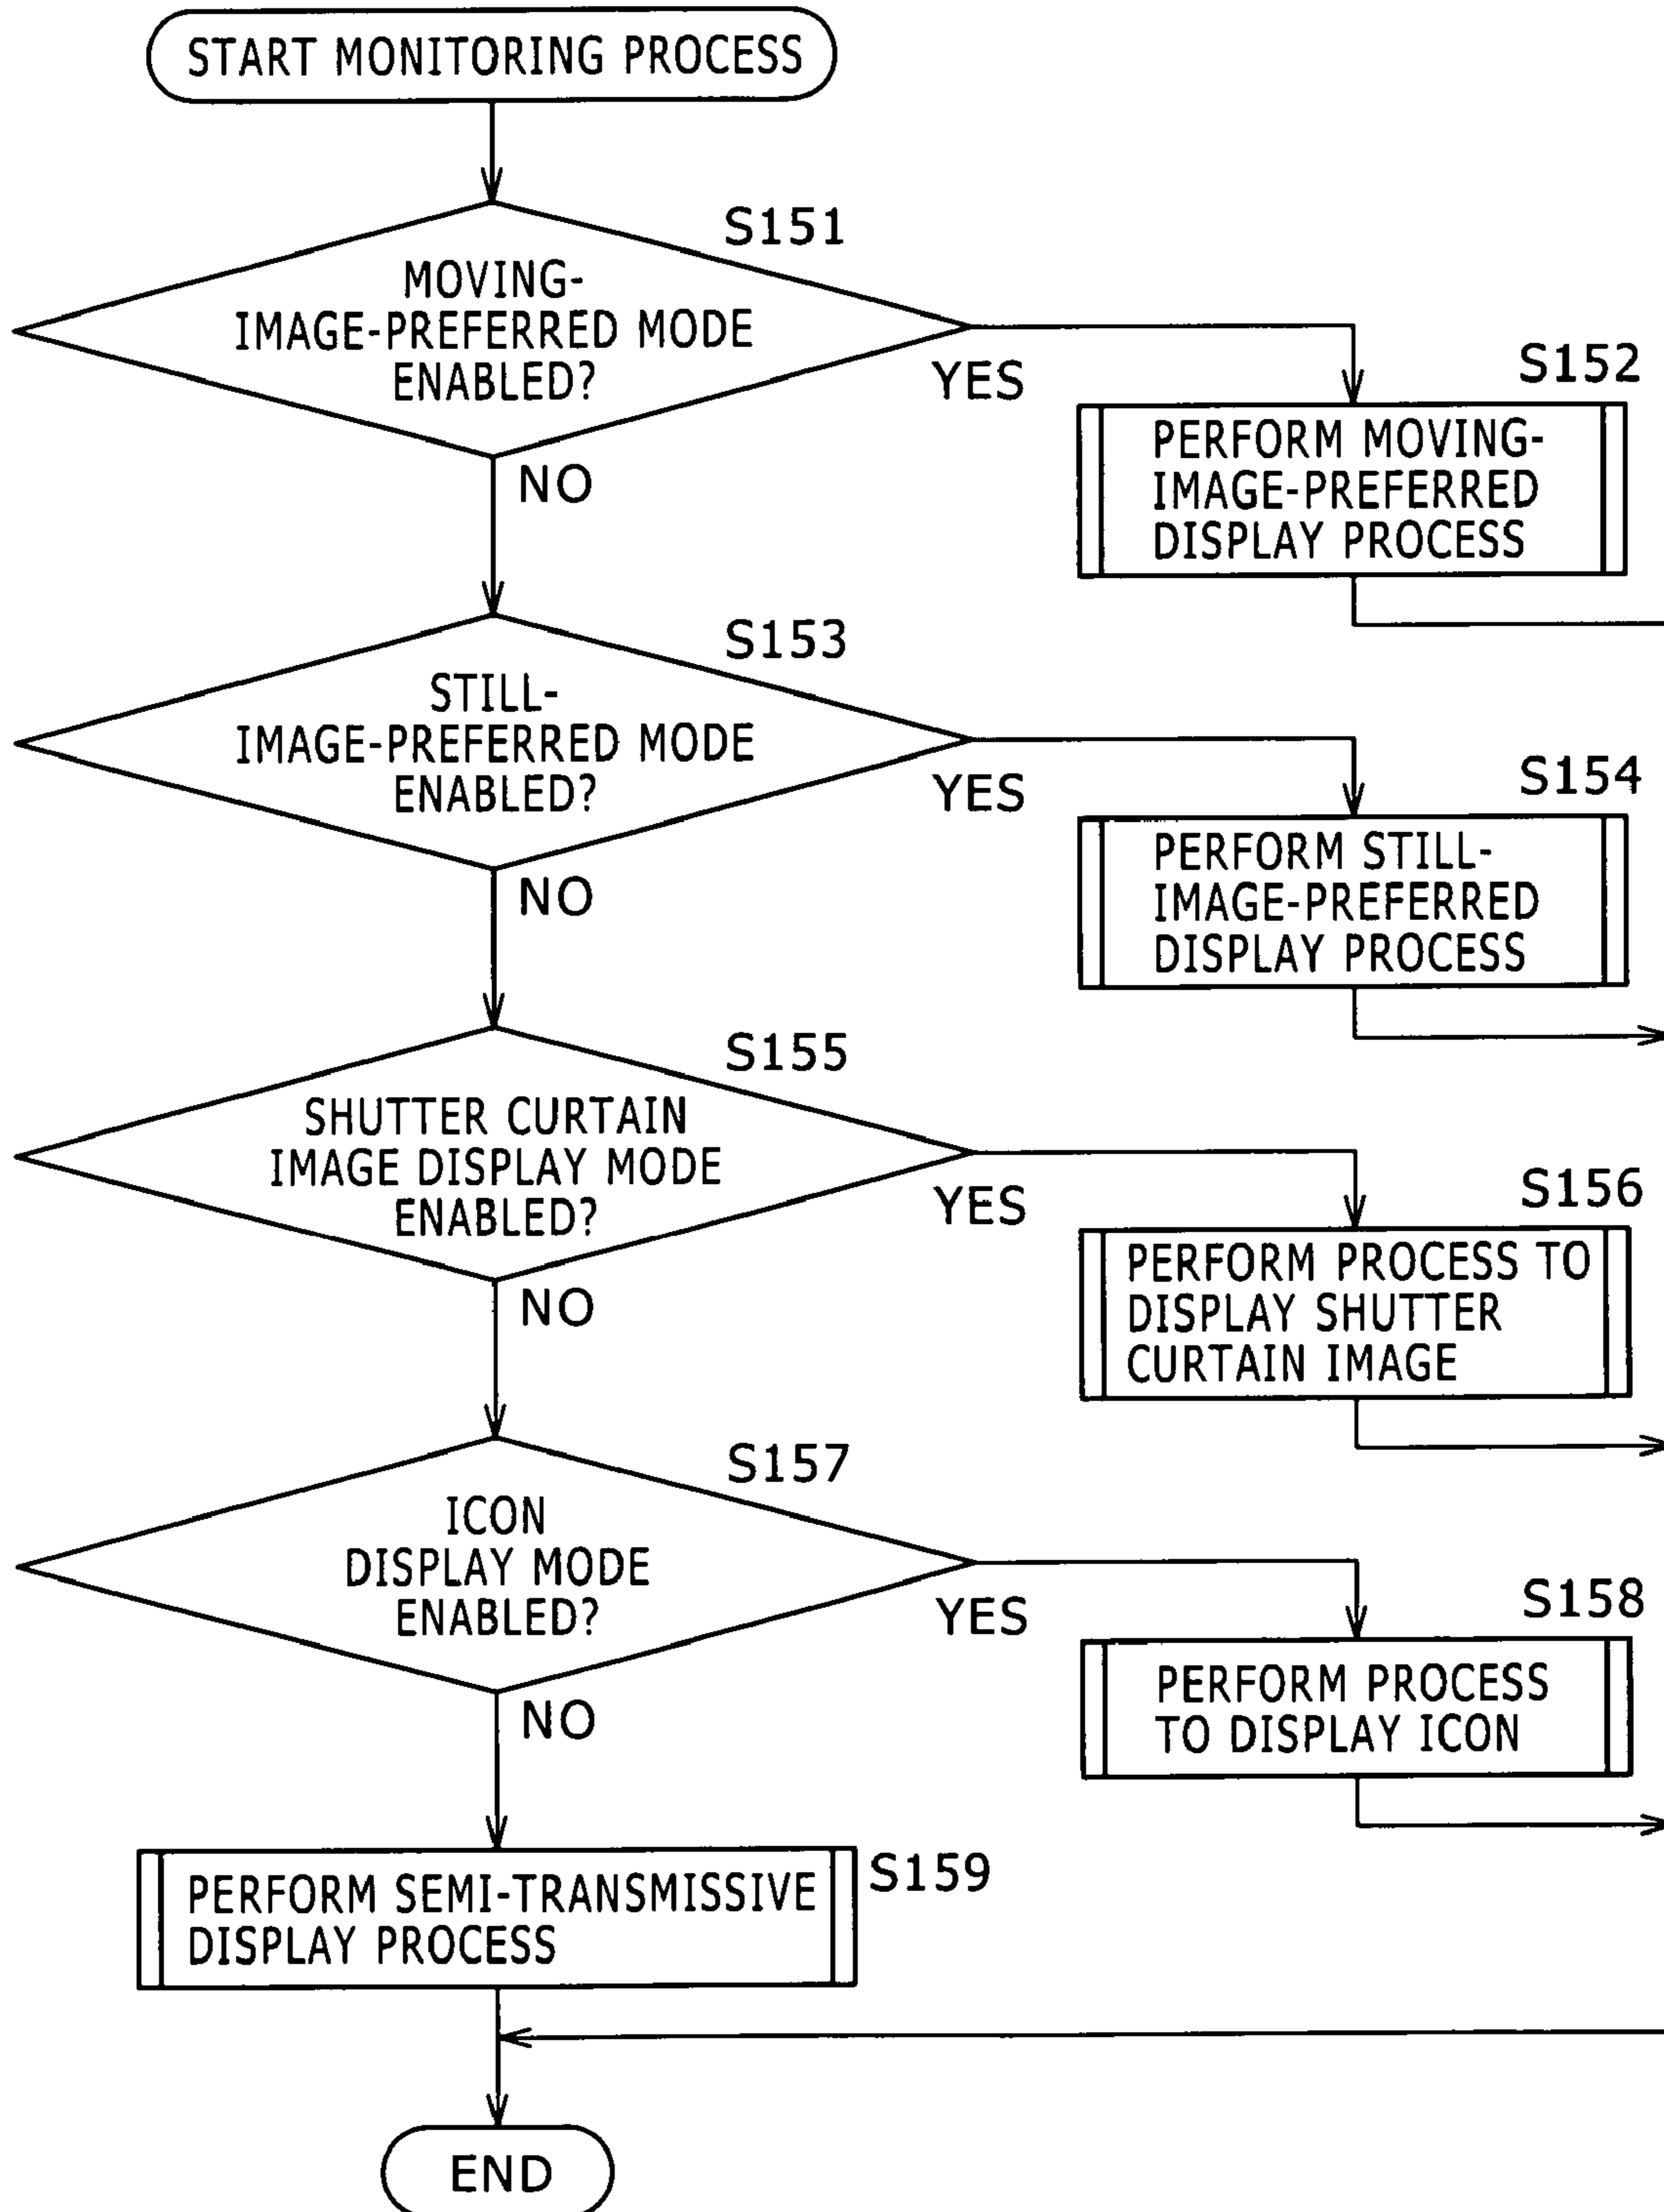 START MONITORING PROCESS
S151
MOVING-
IMAGE-PREFERRED MODE
ENABLED?
YES
NO
S152
PERFORM MOVING-
IMAGE-PREFERRED
DISPLAY PROCESS
S153
STILL-
IMAGE-PREFERRED MODE
ENABLED?
YES
NO
S154
PERFORM STILL-
IMAGE-PREFERRED
DISPLAY PROCESS
S155
SHUTTER CURTAIN
IMAGE DISPLAY MODE
ENABLED?
YES
NO
S156
PERFORM PROCESS TO
DISPLAY SHUTTER
CURTAIN IMAGE
S157
ICON
DISPLAY MODE
ENABLED?
YES
NO
S158
PERFORM PROCESS
TO DISPLAY ICON
S159
PERFORM SEMI-TRANSMISSIVE
DISPLAY PROCESS
END